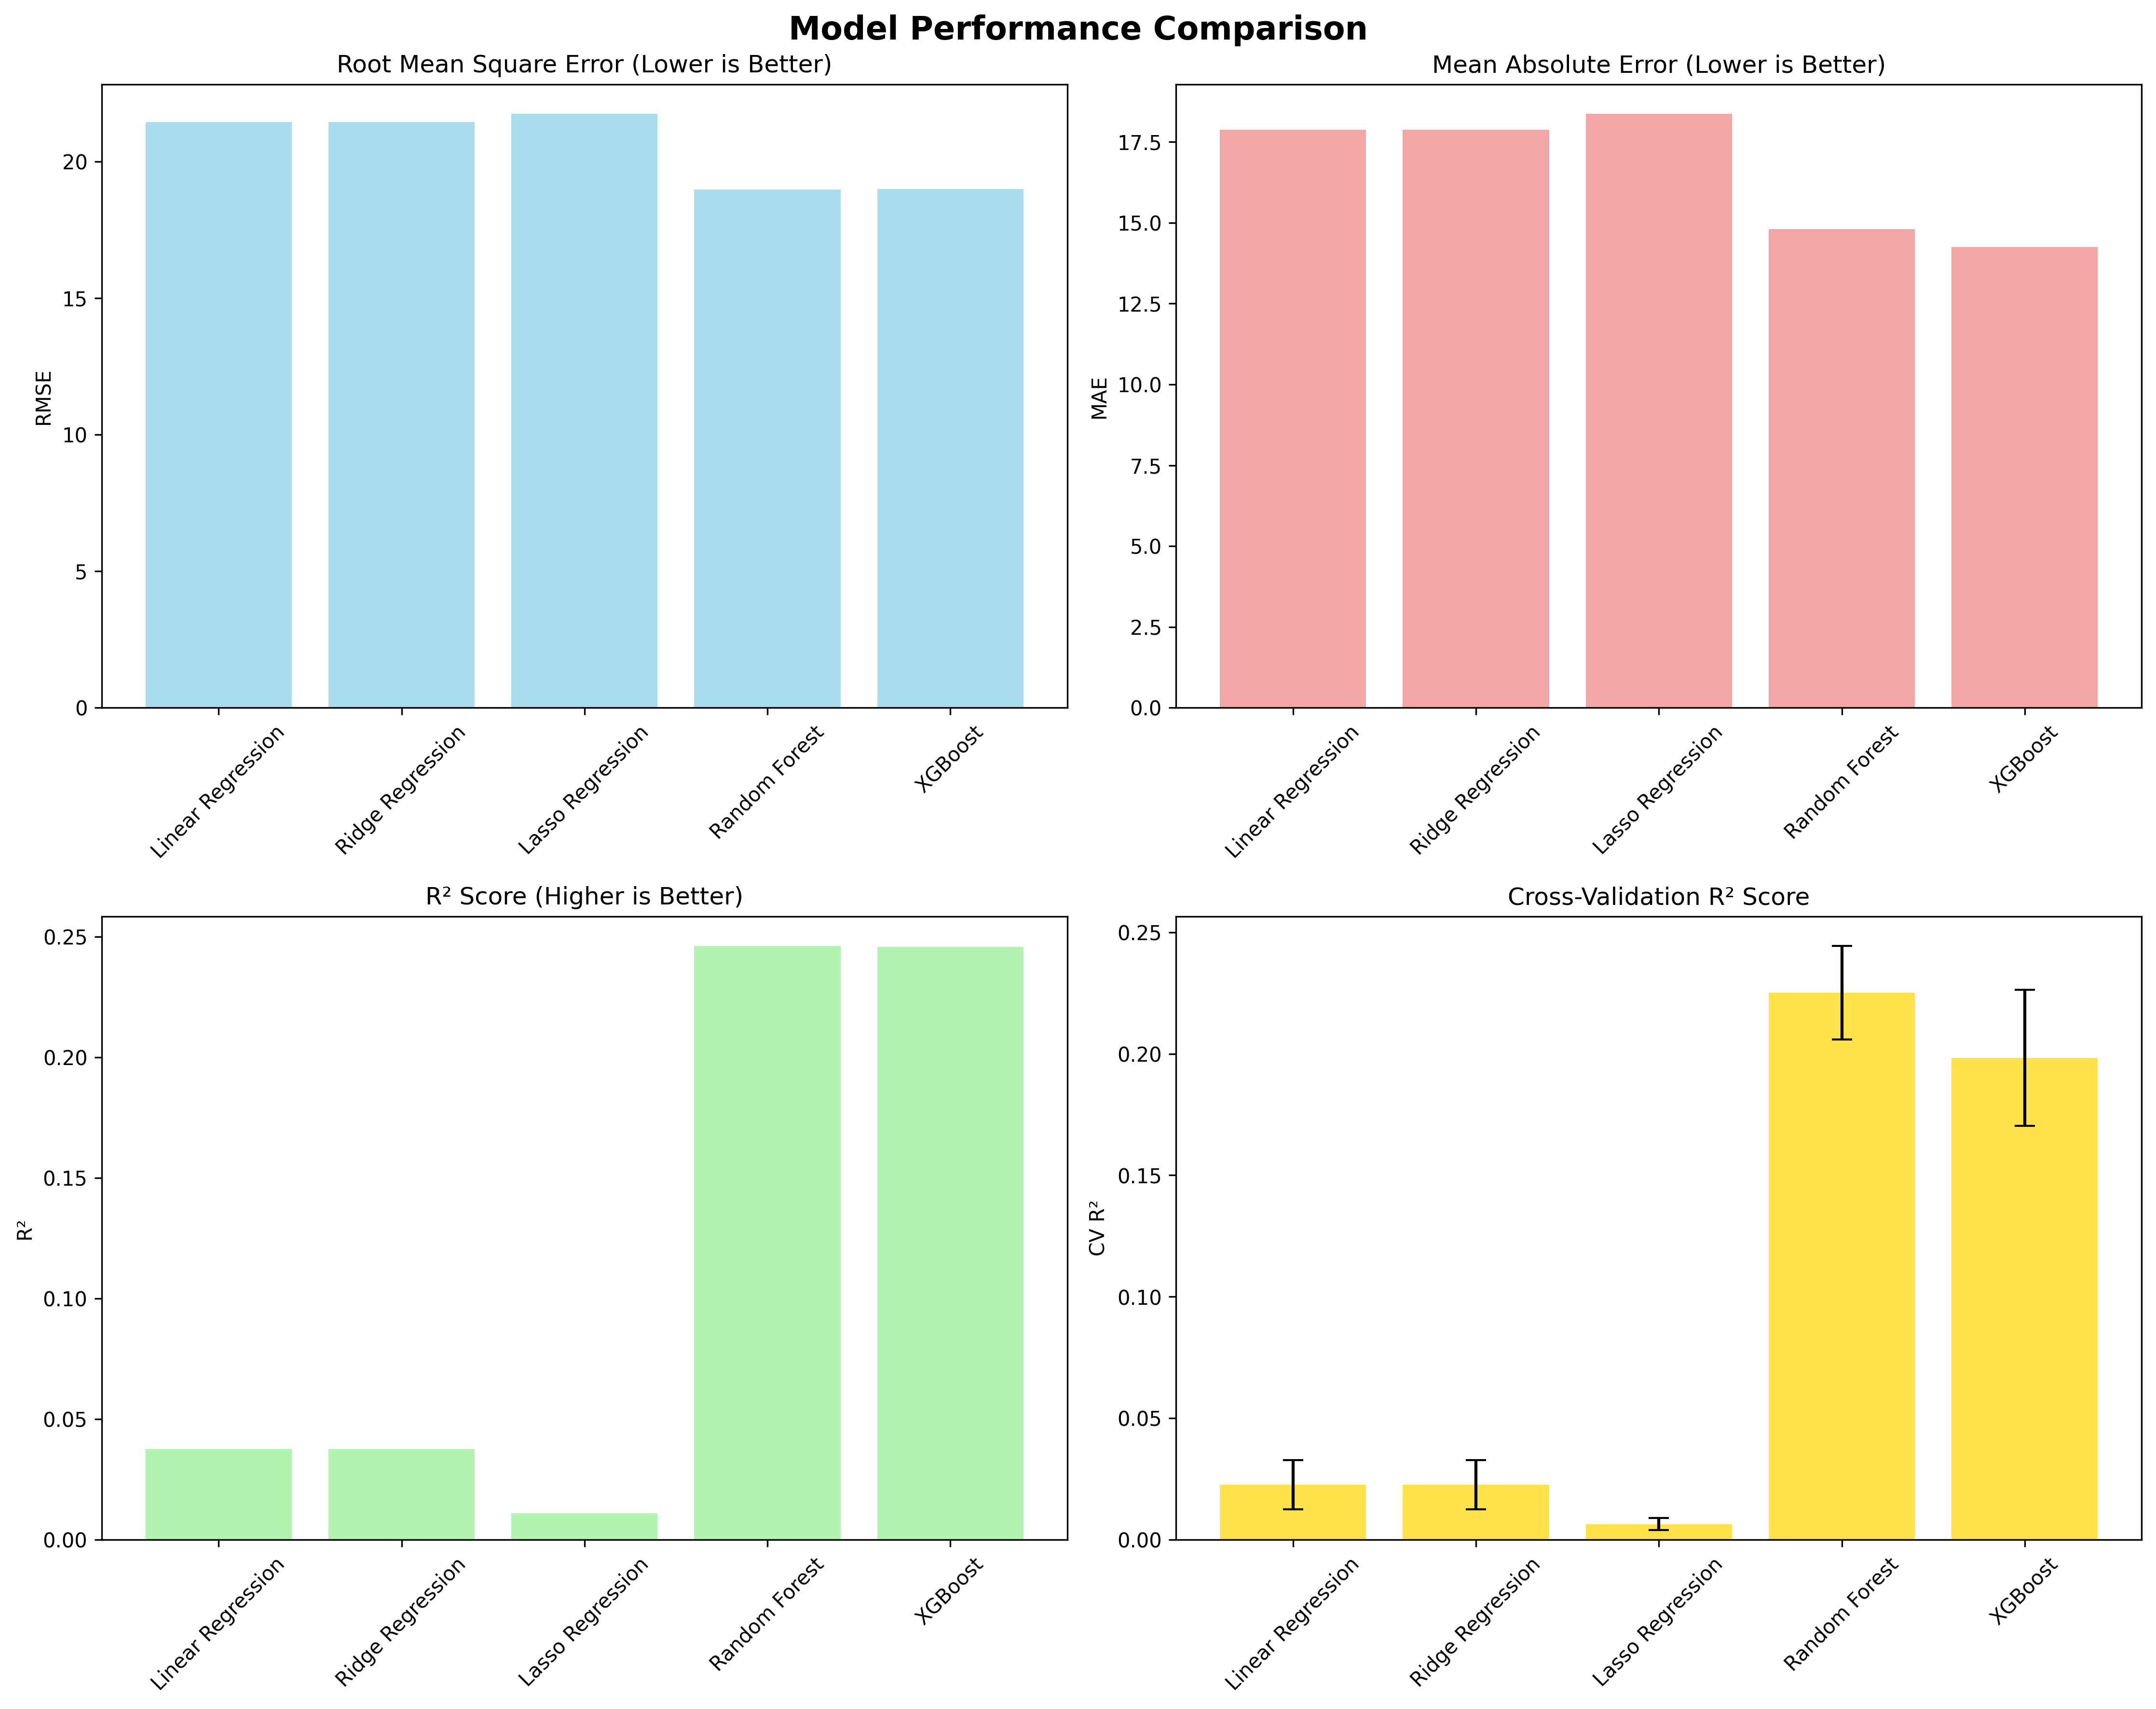 Model Performance Comparison
Root Mean Square Error (Lower is Better)
RMSE
20
15
10
5
0
Linear Regression
Ridge Regression
Lasso Regression
Random Forest
XGBoost
Mean Absolute Error (Lower is Better)
MAE
17.5
15.0
12.5
10.0
7.5
5.0
2.5
0.0
Linear Regression
Ridge Regression
Lasso Regression
Random Forest
XGBoost
R² Score (Higher is Better)
R²
0.25
0.20
0.15
0.10
0.05
0.00
Linear Regression
Ridge Regression
Lasso Regression
Random Forest
XGBoost
Cross-Validation R² Score
CV R²
0.25
0.20
0.15
0.10
0.05
0.00
Linear Regression
Ridge Regression
Lasso Regression
Random Forest
XGBoost